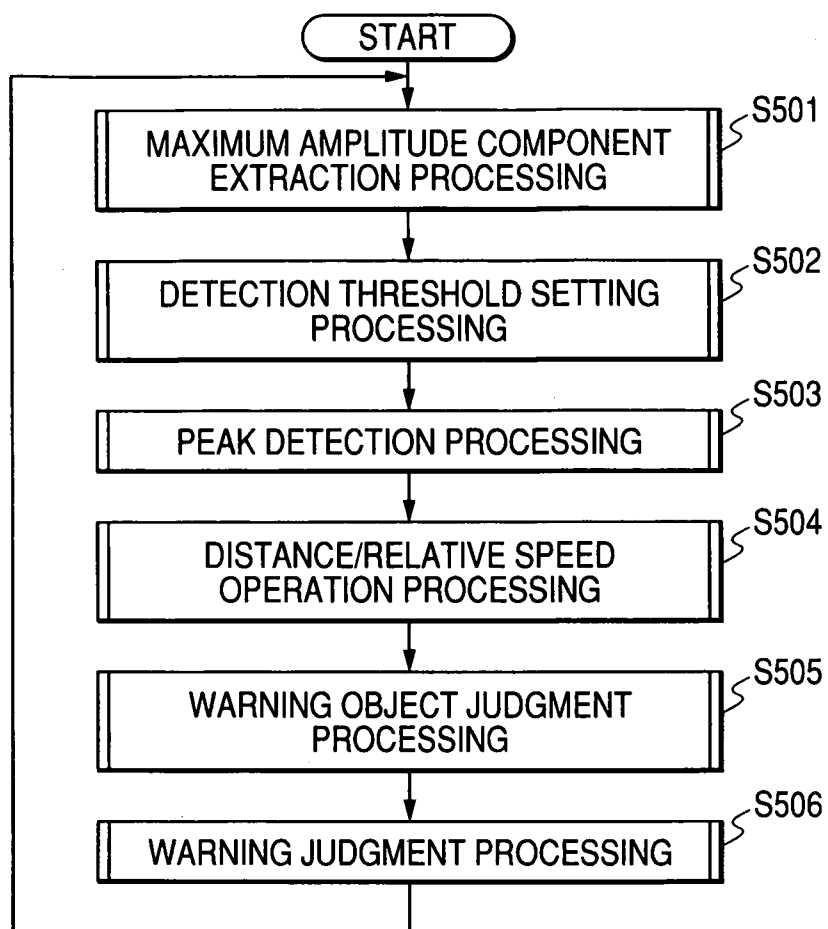 START
S501
MAXIMUM AMPLITUDE COMPONENT
EXTRACTION PROCESSING
S502
DETECTION THRESHOLD SETTING
PROCESSING
S503
PEAK DETECTION PROCESSING
S504
DISTANCE/RELATIVE SPEED
OPERATION PROCESSING
S505
WARNING OBJECT JUDGMENT
PROCESSING
S506
WARNING JUDGMENT PROCESSING